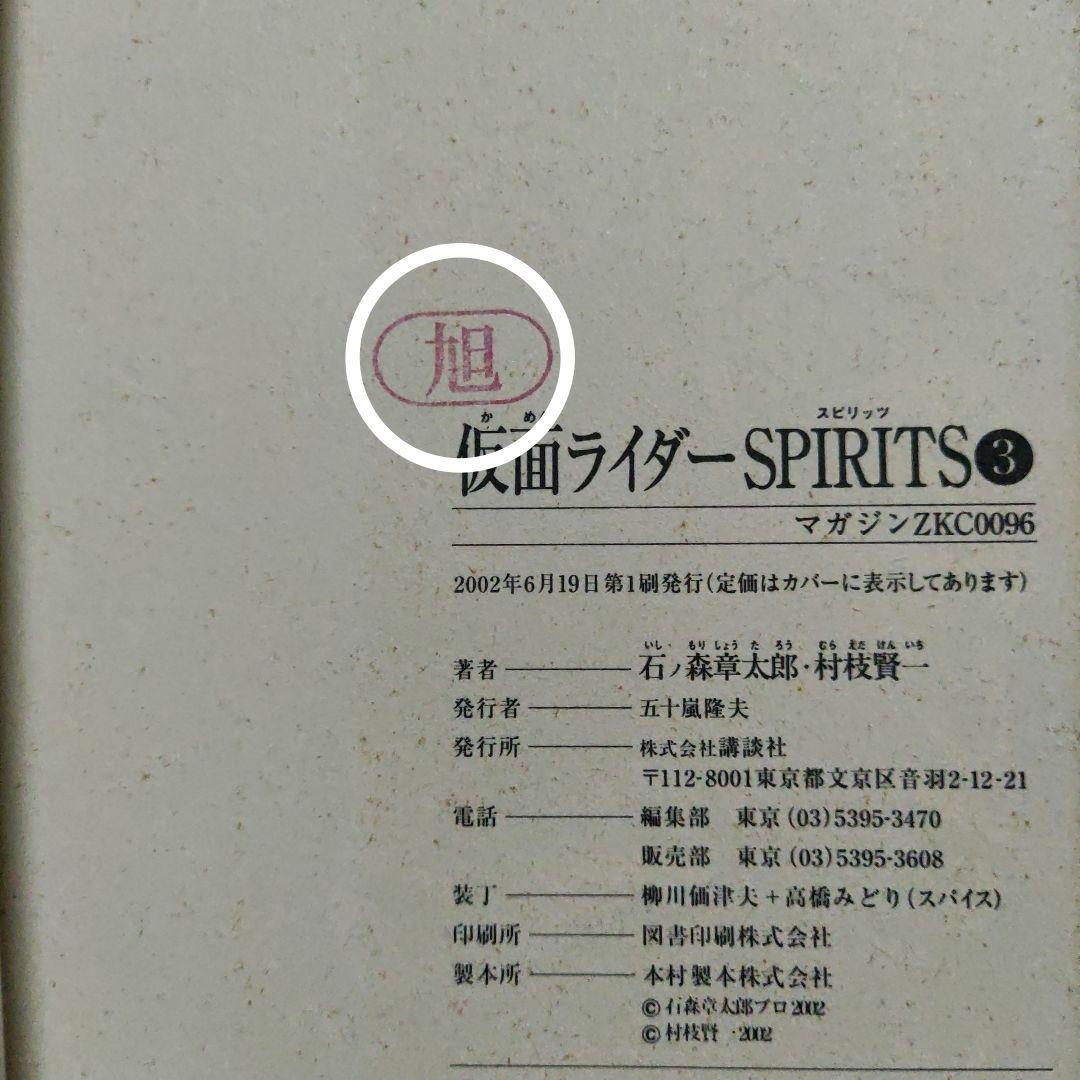 旭
かめん
スピリッツ
仮面ライダーSPIRITS❸
マガジンZKC0096
2002年6月19日第1刷発行(定価はカバーに表示してあります)
いし もりしょう た ろう むら えだ けん いち
著者 石ノ森章太郎・村枝賢一
発行者 五十嵐隆夫
発行所 株式会社講談社
〒112-8001東京都文京区音羽2-12-21
電話 編集部 東京(03)5395-3470
販売部 東京(03)5395-3608
装丁 柳川価津夫+高橋みどり(スパイス)
印刷所 図書印刷株式会社
製本所 本村製本株式会社
©石森章太郎プロ2002
©村枝賢一2002